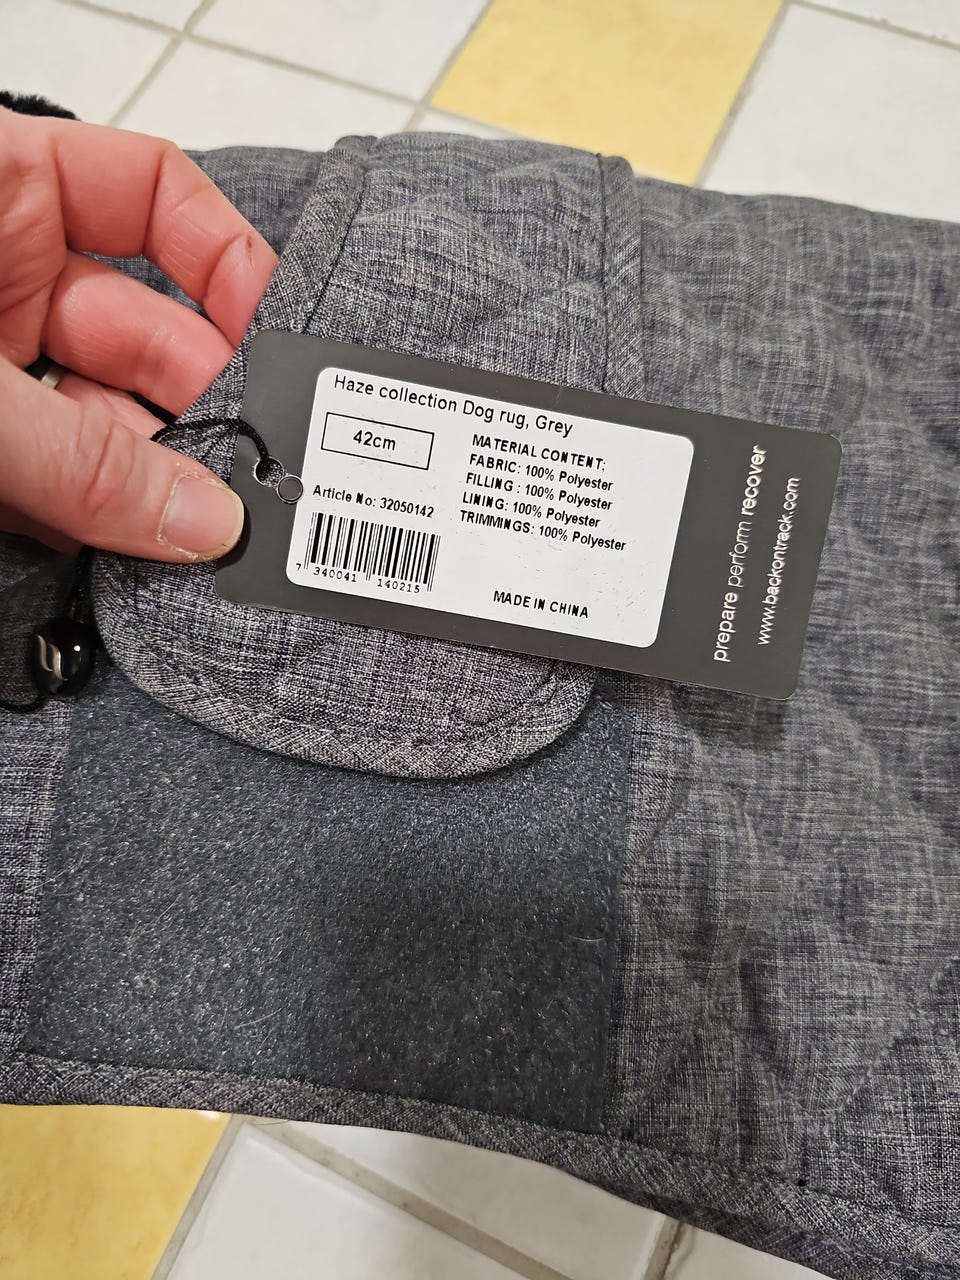 Haze collection Dog rug, Grey
42cm
Article No: 32050142
7 340041 140215
MATERIAL CONTENT;
FABRIC: 100% Polyester
FILLING : 100% Polyester
LINING: 100% Polyester
TRIMMINGS: 100% Polyester
MADE IN CHINA
prepare perform recover
www.backontrack.com